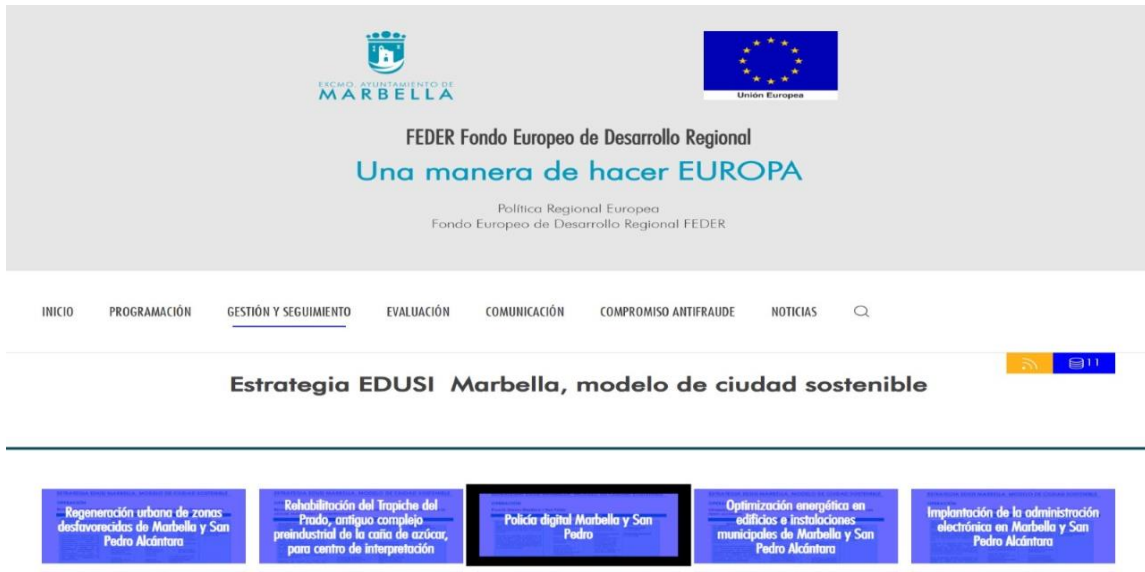 EXCMO. AYUNTAMIENTO DE
MARBELLA
Unión Europea
FEDER Fondo Europeo de Desarrollo Regional
Una manera de hacer EUROPA
Política Regional Europea
Fondo Europeo de Desarrollo Regional FEDER
INICIO PROGRAMACIÓN GESTIÓN Y SEGUIMIENTO EVALUACIÓN COMUNICACIÓN COMPROMISO ANTIFRAUDE NOTICIAS
11
Estrategia EDUSI Marbella, modelo de ciudad sostenible
Regeneración urbana de zonas
desfavorecidas de Marbella y San
Pedro Alcántara
Rehabilitación del Trapiche del
Prado, antiguo complejo
preindustrial de la caña de azúcar,
para centro de interpretación
Policía digital Marbella y San
Pedro
Optimización energética en
edificios e instalaciones
municipales de Marbella y San
Pedro Alcántara
Implantación de la administración
electrónica en Marbella y San
Pedro Alcántara